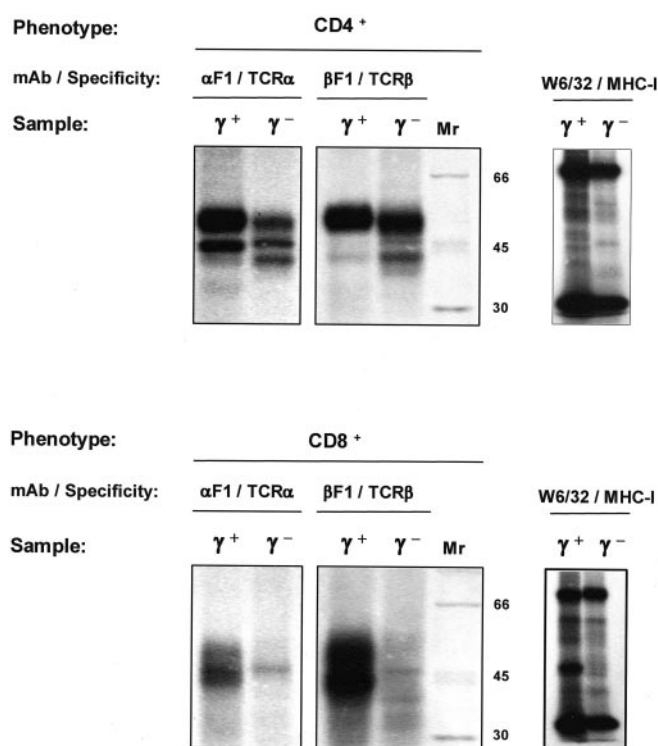 Phenotype: CD4 +
mAb / Specificity: αF1 / TCRα βF1 / TCRβ W6/32 / MHC-I
Sample: γ + γ − γ + γ − Mr γ + γ −
66
45
30
Phenotype: CD8 +
mAb / Specificity: αF1 / TCRα βF1 / TCRβ W6/32 / MHC-I
Sample: γ + γ − γ + γ − Mr γ + γ −
66
45
30